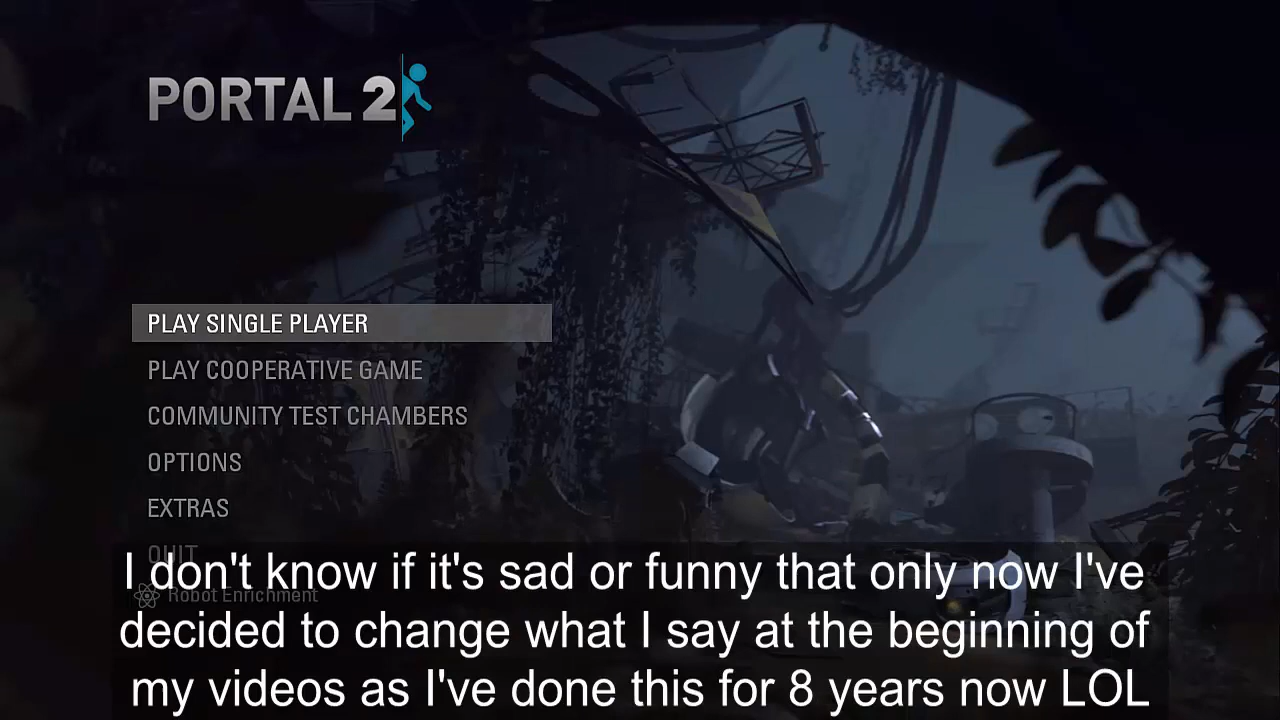 PORTAL 2
PLAY SINGLE PLAYER
PLAY COOPERATIVE GAME
COMMUNITY TEST CHAMBERS
OPTIONS
EXTRAS
QUIT
Robot Enrichment
I don't know if it's sad or funny that only now I've
decided to change what I say at the beginning of
my videos as I've done this for 8 years now LOL